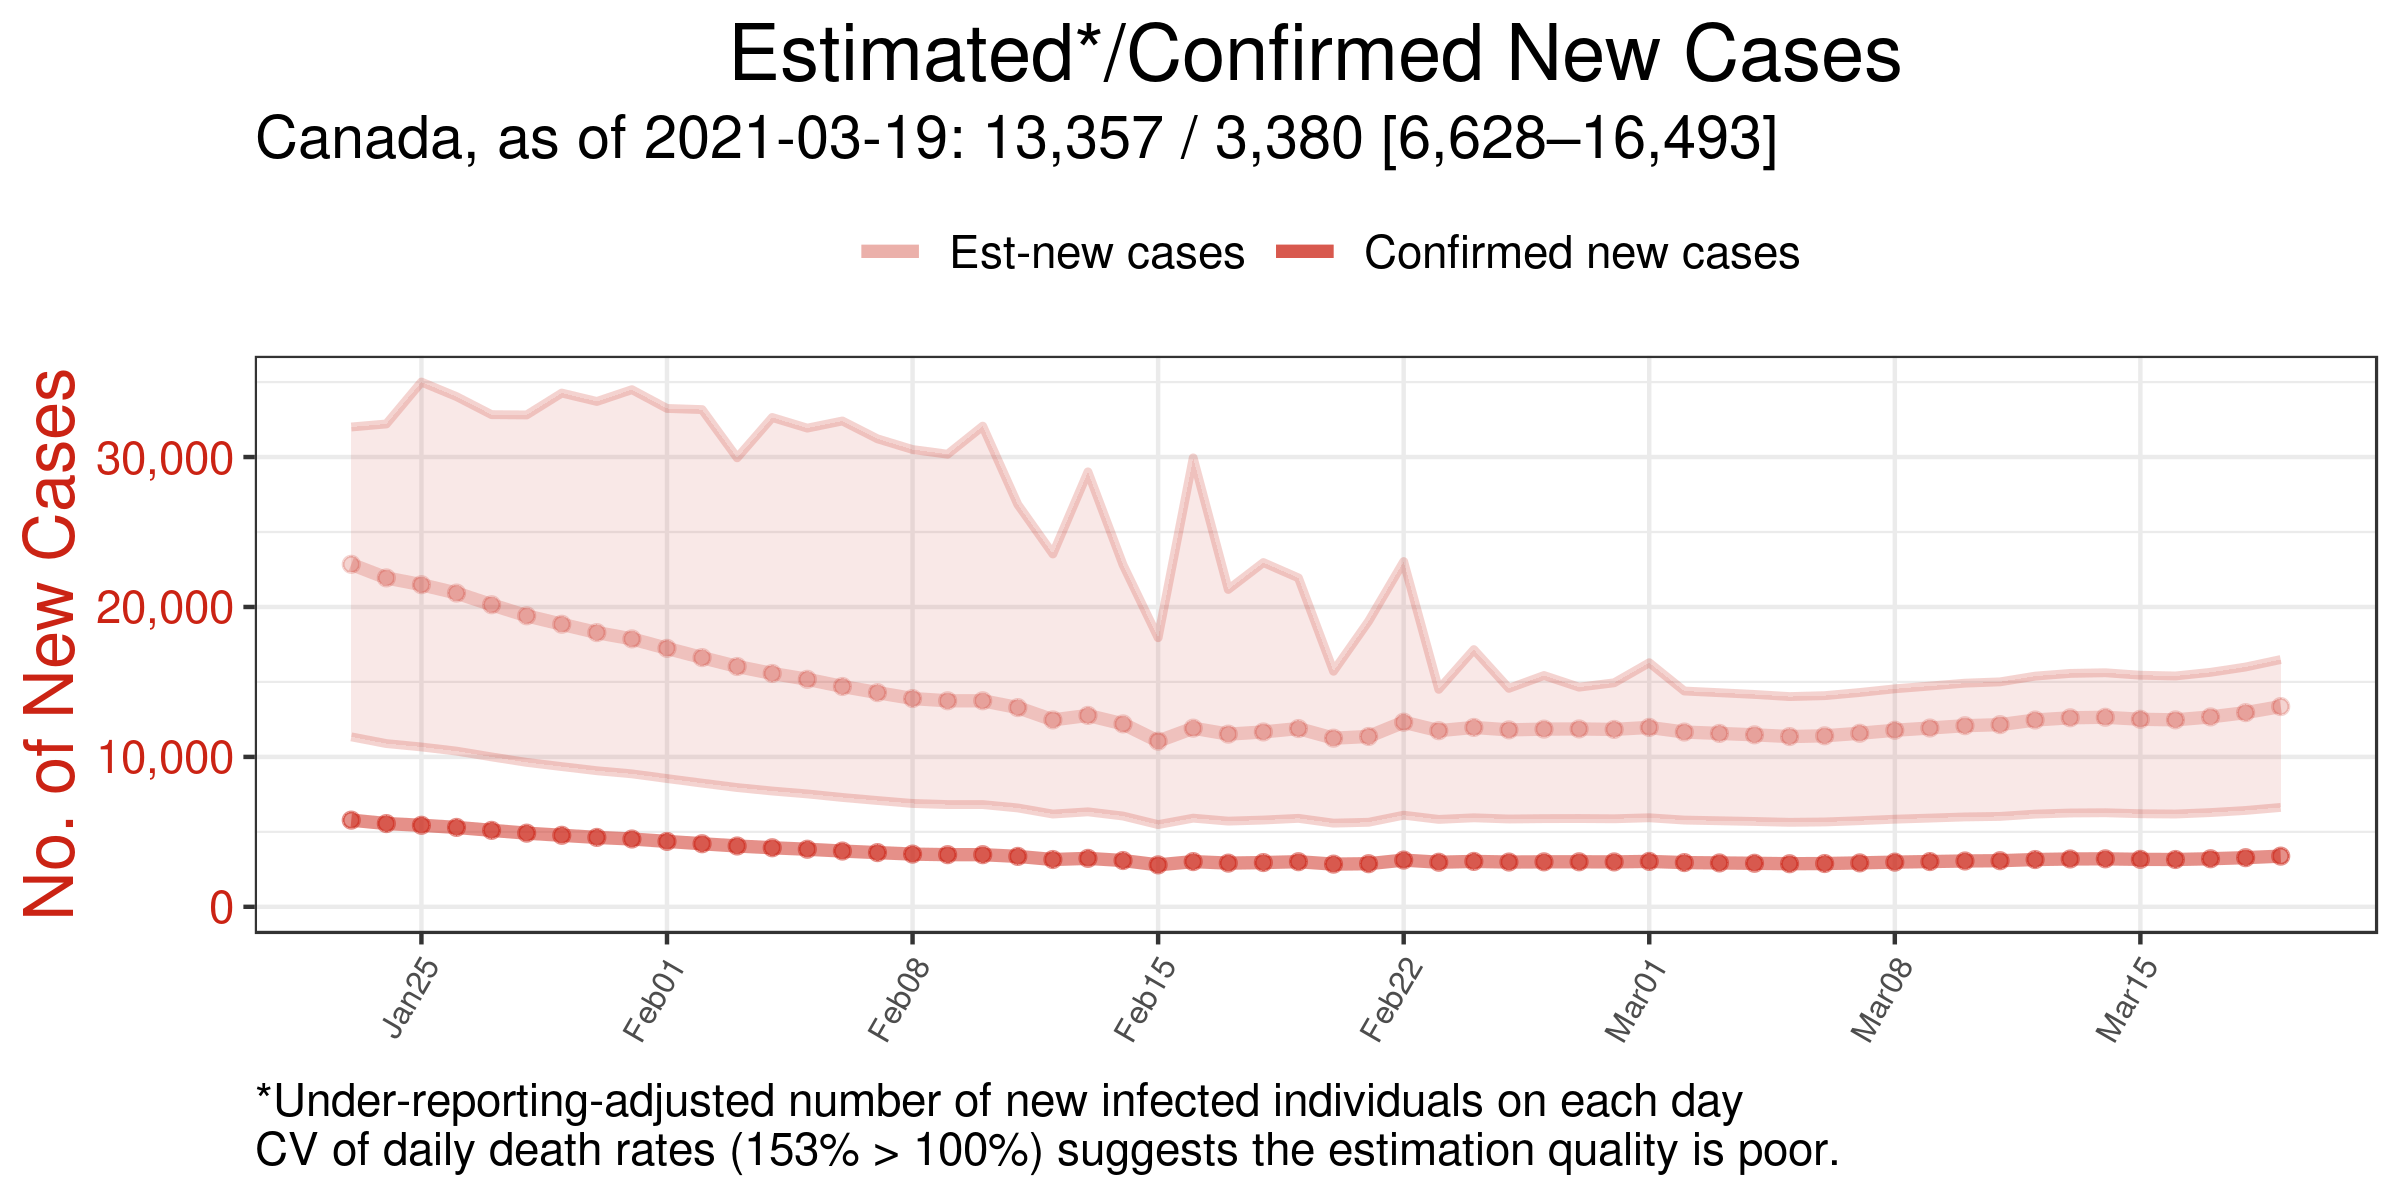 Estimated*/Confirmed New Cases
Canada, as of 2021-03-19: 13,357 / 3,380 [6,628–16,493]
Est-new cases
Confirmed new cases
No. of New Cases
30,000
20,000
10,000
0
Jan25
Feb01
Feb08
Feb15
Feb22
Mar01
Mar08
Mar15
*Under-reporting-adjusted number of new infected individuals on each day
CV of daily death rates (153% > 100%) suggests the estimation quality is poor.